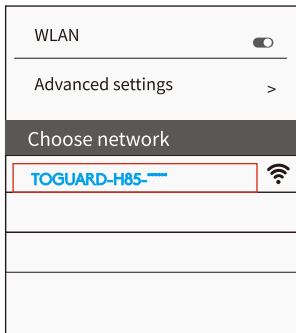 WLAN
Advanced settings >
Choose network
TOGUARD-H85-****